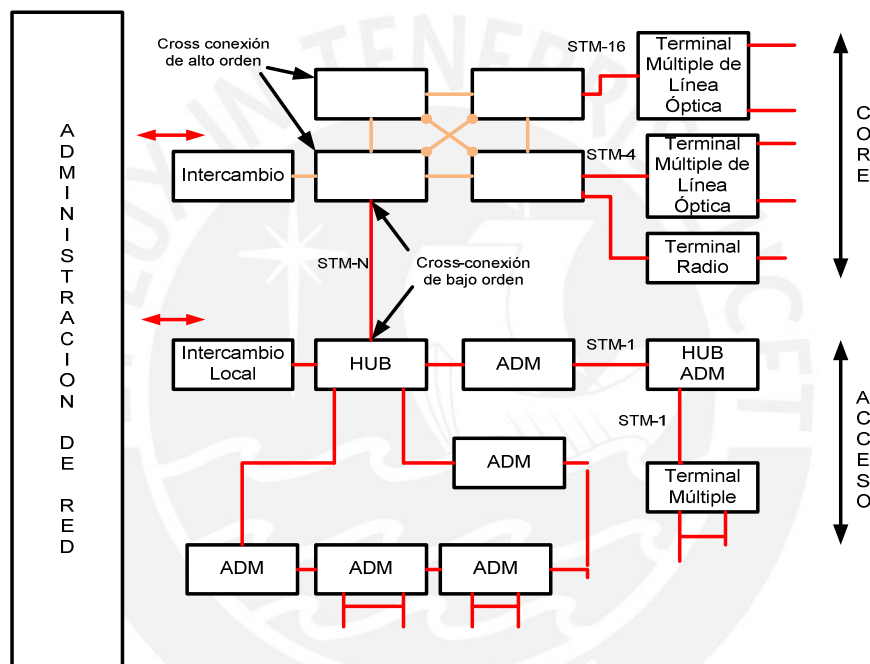 ADMINISTRACION DE RED
Cross conexión
de alto orden
STM-16
Terminal
Múltiple de
Línea
Óptica
CORE
Intercambio
STM-4
Terminal
Múltiple de
Línea
Óptica
STM-N
Cross-conexión
de bajo orden
Terminal
Radio
Intercambio
Local
HUB
ADM
STM-1
HUB
ADM
ACCESO
STM-1
ADM
Terminal
Múltiple
ADM
ADM
ADM